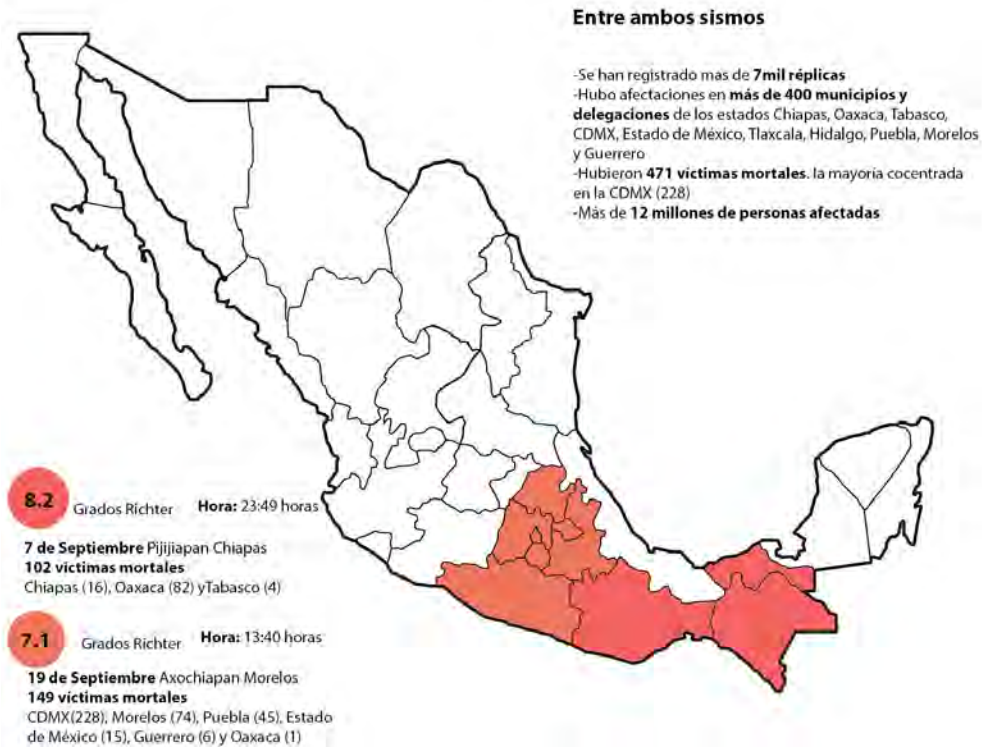 Entre ambos sismos
-Se han registrado mas de 7mil réplicas
-Hubo afectaciones en más de 400 municipios y
delegaciones de los estados Chiapas, Oaxaca, Tabasco,
CDMX, Estado de México, Tlaxcala, Hidalgo, Puebla, Morelos
y Guerrero
-Hubieron 471 víctimas mortales. la mayoría cocentrada
en la CDMX (228)
-Más de 12 millones de personas afectadas
8.2 Grados Richter Hora: 23:49 horas
7 de Septiembre Pijijiapan Chiapas
102 víctimas mortales
Chiapas (16), Oaxaca (82) yTabasco (4)
7.1 Grados Richter Hora: 13:40 horas
19 de Septiembre Axochiapan Morelos
149 víctimas mortales
CDMX(228), Morelos (74), Puebla (45), Estado
de México (15), Guerrero (6) y Oaxaca (1)